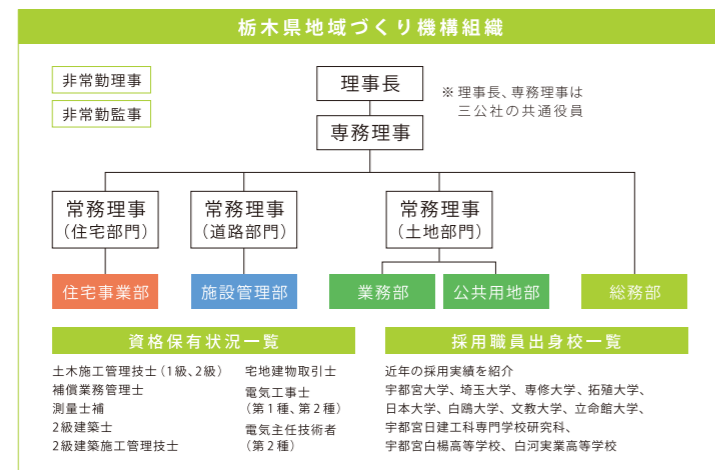 栃木県地域づくり機構組織
非常勤理事
非常勤監事
理事長
※ 理事長、専務理事は
三公社の共通役員
専務理事
常務理事
（住宅部門）
常務理事
（道路部門）
常務理事
（土地部門）
住宅事業部
施設管理部
業務部
公共用地部
総務部
資格保有状況一覧
土木施工管理技士（1級、2級）
補償業務管理士
測量士補
2級建築士
2級建築施工管理技士
宅地建物取引士
電気工事士
（第１種、第２種）
電気主任技術者
（第２種）
採用職員出身校一覧
近年の採用実績を紹介
宇都宮大学、埼玉大学、専修大学、拓殖大学、
日本大学、白鴎大学、文教大学、立命館大学、
宇都宮日建工科専門学校研究科、
宇都宮白楊高等学校、白河実業高等学校